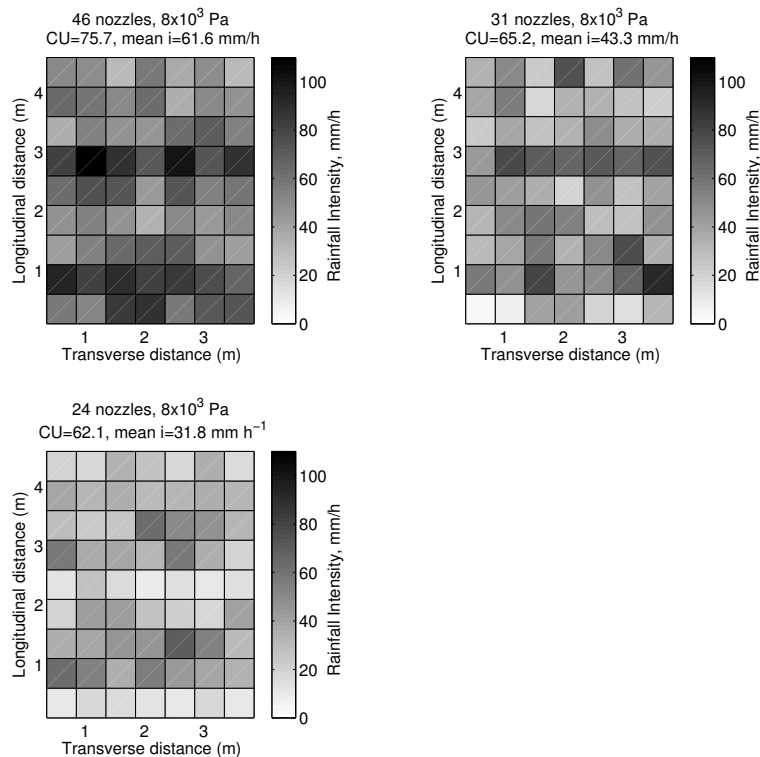 46 nozzles, 8x10³ Pa
CU=75.7, mean i=61.6 mm/h
Longitudinal distance (m)
4
3
2
1
1 2 3
Transverse distance (m)
100
80
60
40
20
0
Rainfall Intensity, mm/h
31 nozzles, 8x10³ Pa
CU=65.2, mean i=43.3 mm/h
Longitudinal distance (m)
4
3
2
1
1 2 3
Transverse distance (m)
100
80
60
40
20
0
Rainfall Intensity, mm/h
24 nozzles, 8x10³ Pa
CU=62.1, mean i=31.8 mm h⁻¹
Longitudinal distance (m)
4
3
2
1
1 2 3
Transverse distance (m)
100
80
60
40
20
0
Rainfall Intensity, mm/h